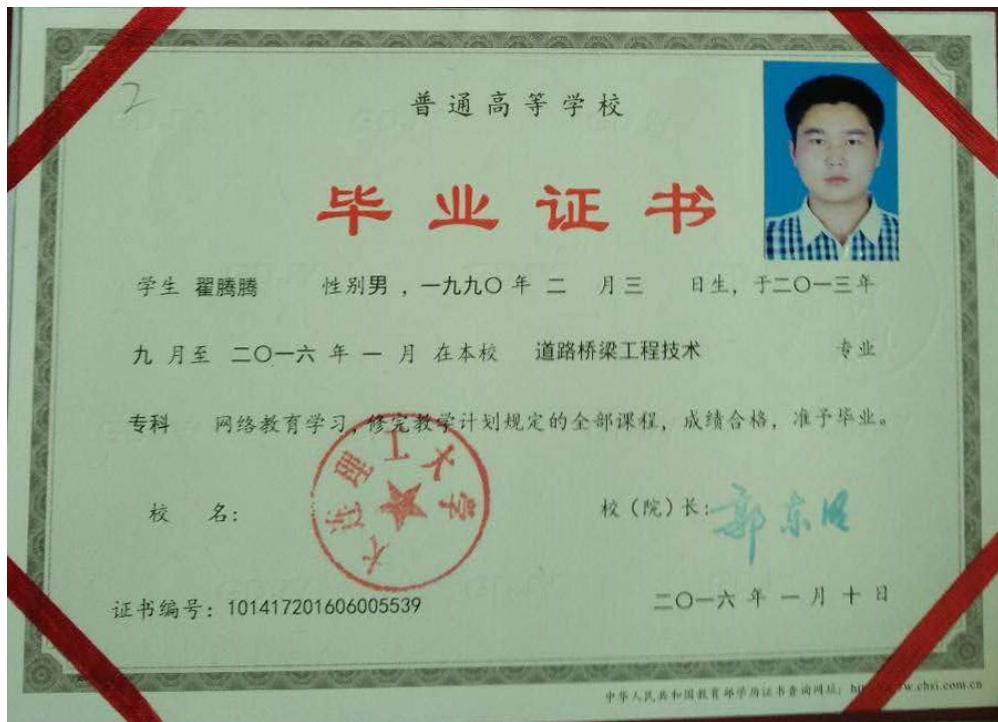 2
普通高等学校
毕业证书
学生 翟腾腾 性别男，一九九〇年 二 月三 日生，于二〇一三年
九 月至 二〇一六 年 一 月 在本校 道路桥梁工程技术 专业
专科 网络教育学习，修完教学计划规定的全部课程，成绩合格，准予毕业。
大连理工大学
校 名： 校（院）长：郭东明
证书编号：101417201606005539 二〇一六 年 一 月 十 日
中华人民共和国教育部学历证书查询网址：http://www.chsi.com.cn